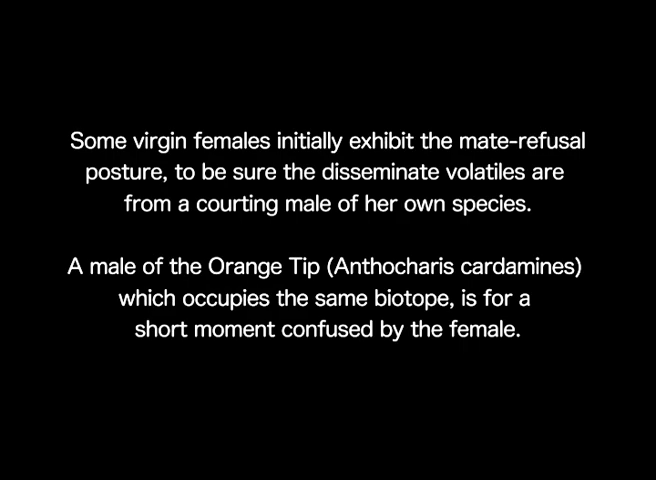 Some virgin females initially exhibit the mate-refusal
posture, to be sure the disseminate volatiles are
from a courting male of her own species.
A male of the Orange Tip (Anthocharis cardamines)
which occupies the same biotope, is for a
short moment confused by the female.